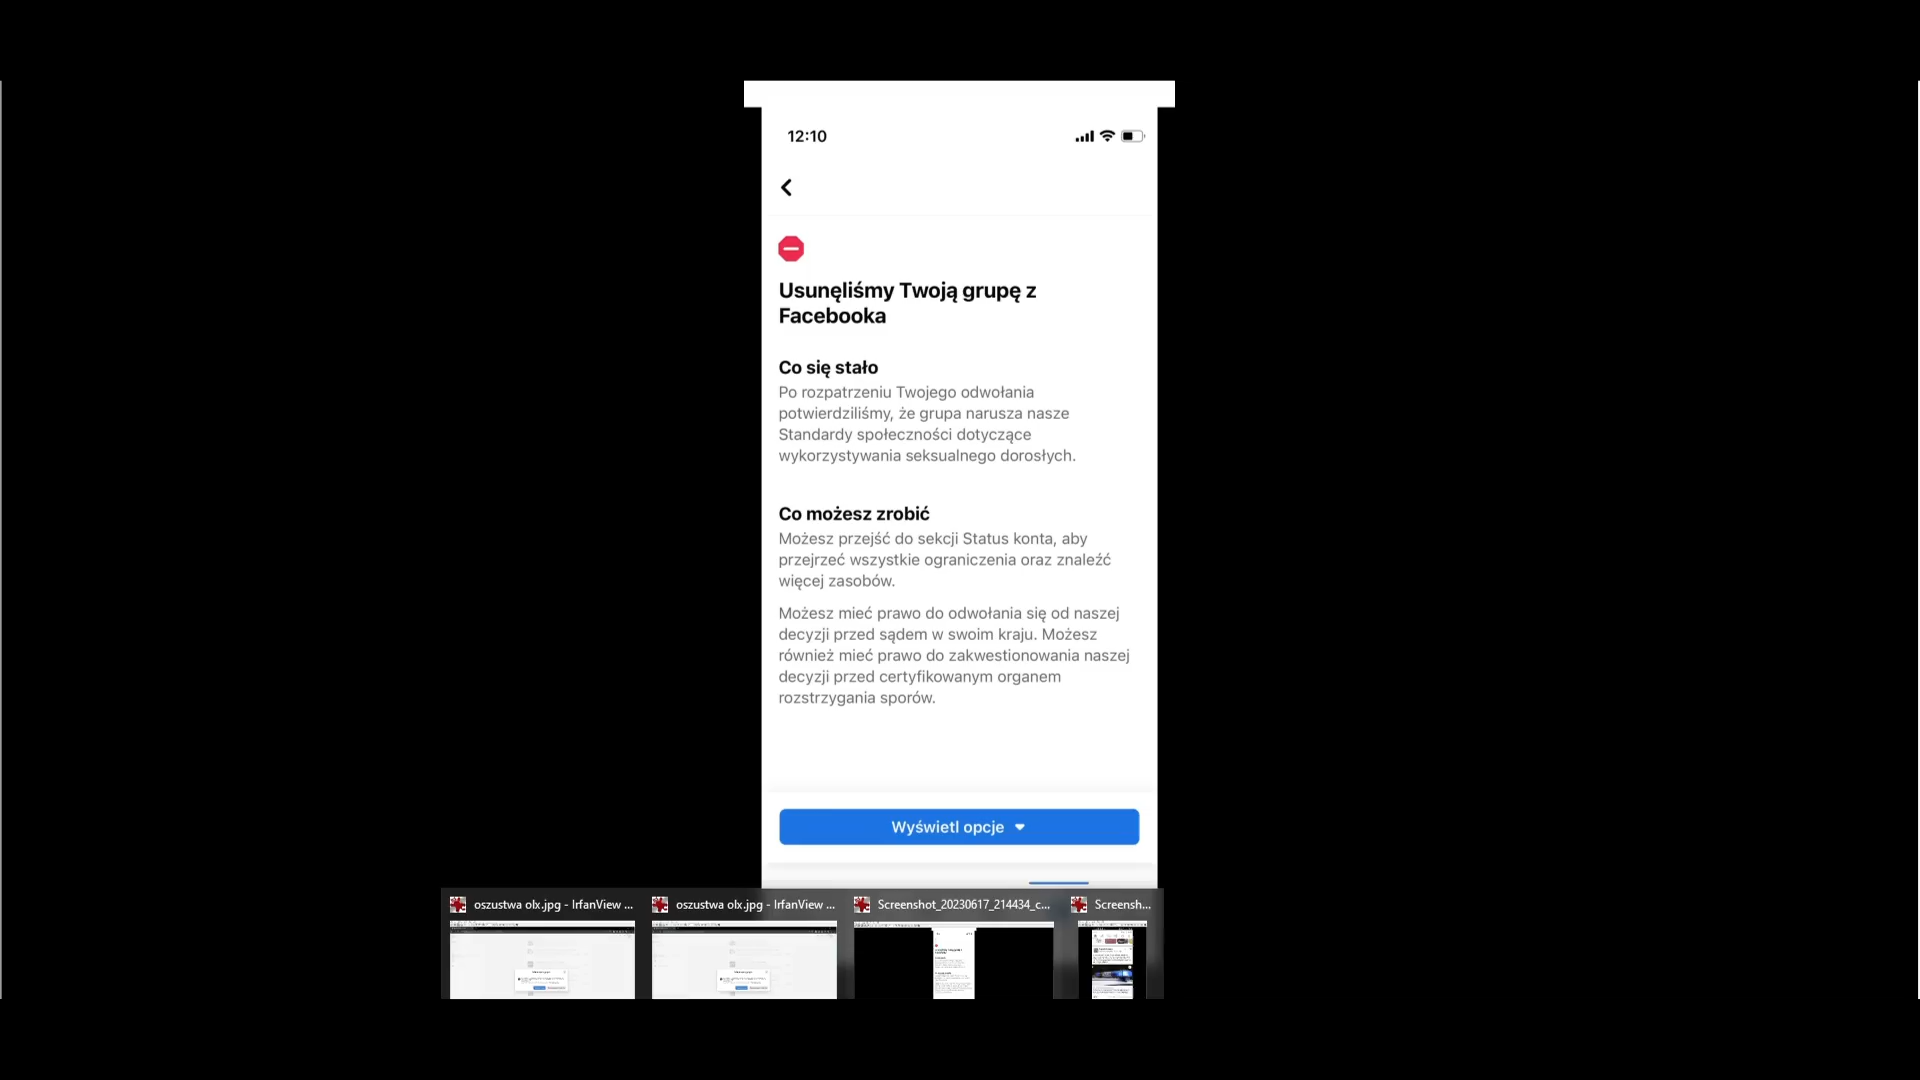 12:10
Usunęliśmy Twoją grupę z
Facebooka
Co się stało
Po rozpatrzeniu Twojego odwołania
potwierdziliśmy, że grupa narusza nasze
Standardy społeczności dotyczące
wykorzystywania seksualnego dorosłych.
Co możesz zrobić
Możesz przejść do sekcji Status konta, aby
przejrzeć wszystkie ograniczenia oraz znaleźć
więcej zasobów.
Możesz mieć prawo do odwołania się od naszej
decyzji przed sądem w swoim kraju. Możesz
również mieć prawo do zakwestionowania naszej
decyzji przed certyfikowanym organem
rozstrzygania sporów.
Wyświetl opcje
oszustwa olx.jpg - IrfanView ...
oszustwa olx.jpg - IrfanView ...
Screenshot_20230617_214434_c...
Screensh...